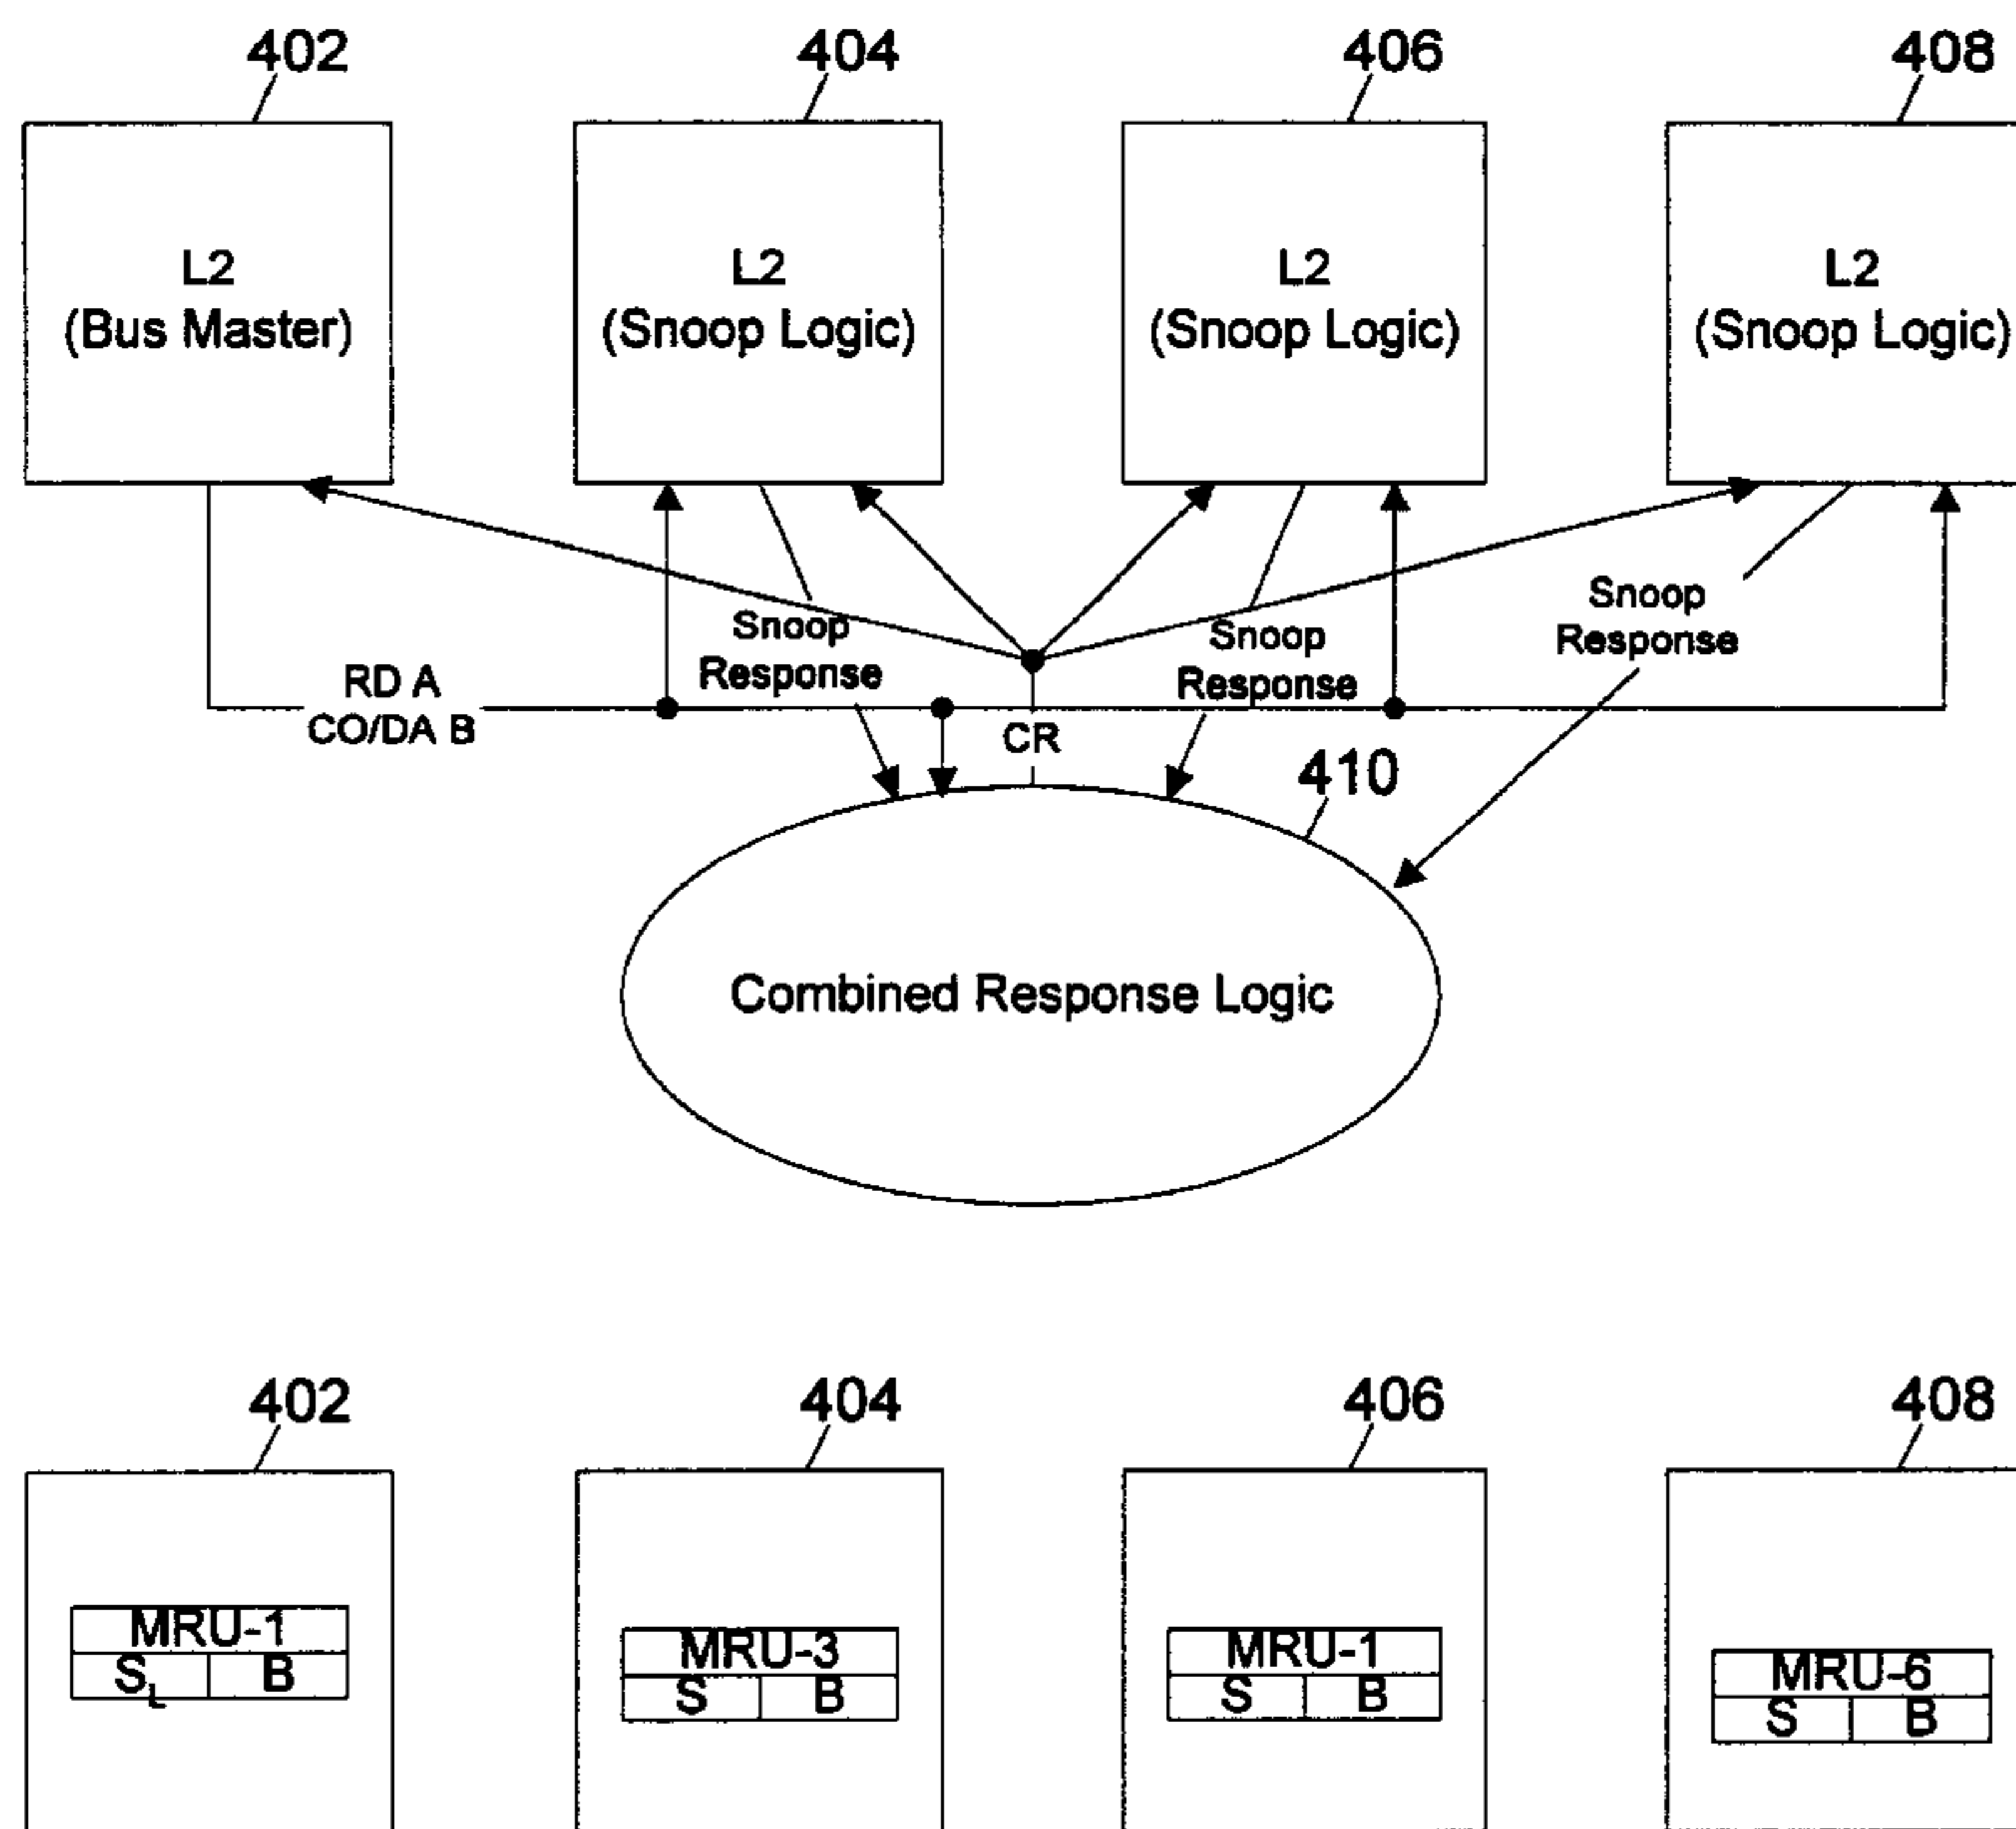 402
404
406
408
L2
(Bus Master)
L2
(Snoop Logic)
L2
(Snoop Logic)
L2
(Snoop Logic)
Snoop
Response
Snoop
Response
Snoop
Response
RD A
CO/DA B
CR
410
Combined Response Logic
402
404
406
408
MRU-1
SL B
MRU-3
S B
MRU-1
S B
MRU-6
S B